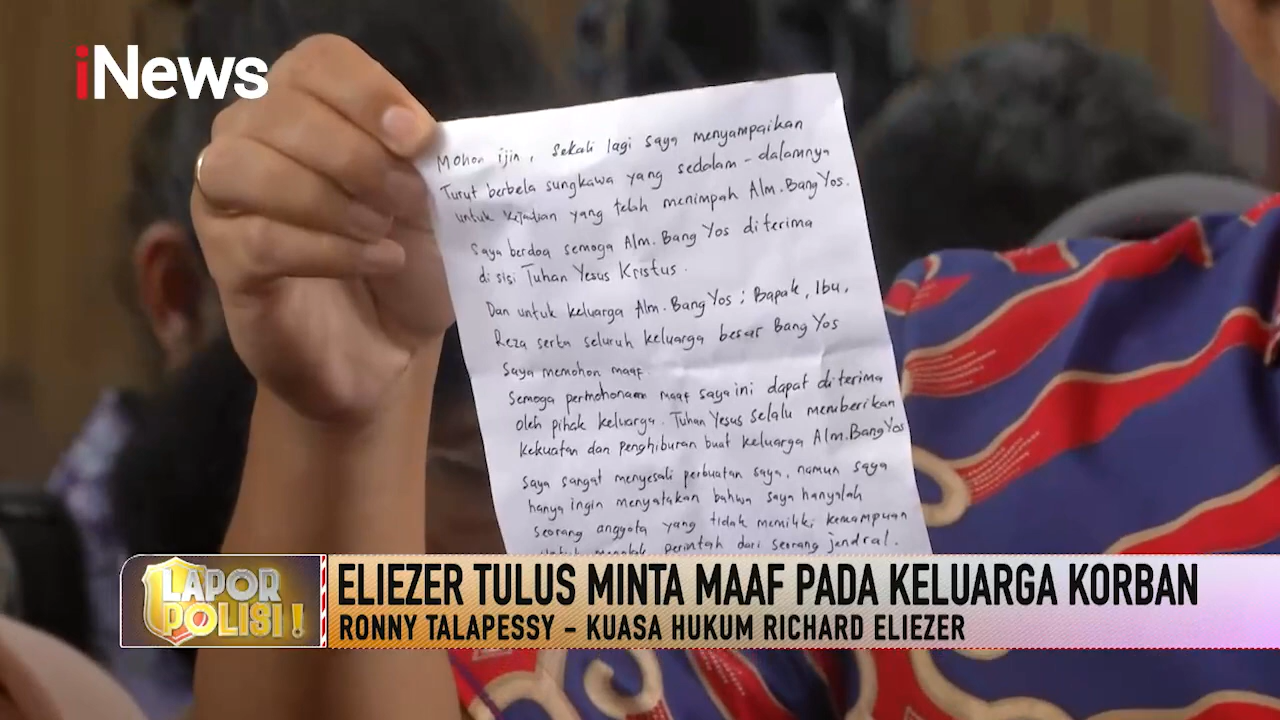 iNews
Mohon ijin, sekali lagi saya menyampaikan
Turut berbela sungkawa yang sedalam-dalamnya
untuk kejadian yang telah menimpah Alm. Bang Yos.
Saya berdoa semoga Alm. Bang Yos diterima
disisi Tuhan Yesus Kristus.
Dan untuk keluarga Alm. Bang Yos; Bapak, Ibu,
Reza serta seluruh keluarga besar Bang Yos
Saya memohon maaf.
Semoga permohonan maaf saya ini dapat diterima
oleh pihak keluarga. Tuhan Yesus selalu memberikan
kekuatan dan penghiburan buat keluarga Alm. Bang Yos
Saya sangat menyesali perbuatan saya, namun saya
hanya ingin menyatakan bahwa saya hanyalah
seorang anggota yang tidak memiliki kemampuan
perintah dari seorang jendral.
LAPOR POLISI!
ELIEZER TULUS MINTA MAAF PADA KELUARGA KORBAN
RONNY TALAPESSY – KUASA HUKUM RICHARD ELIEZER